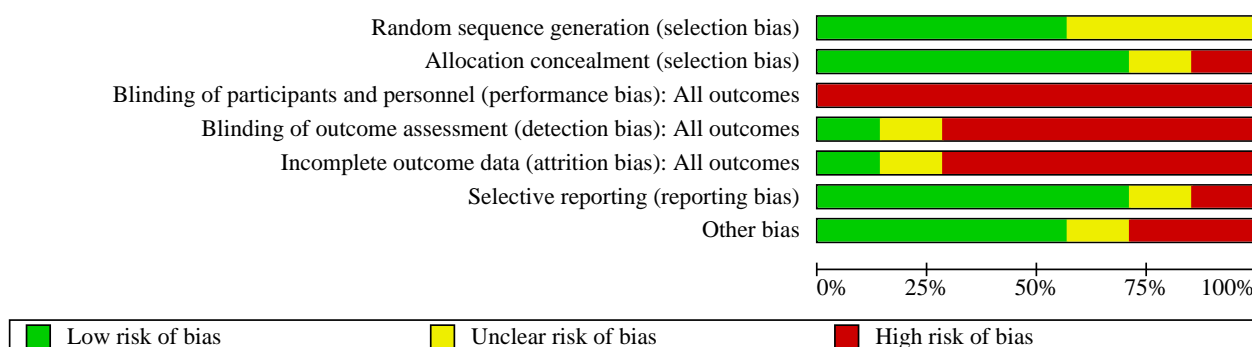 Random sequence generation (selection bias)
Allocation concealment (selection bias)
Blinding of participants and personnel (performance bias): All outcomes
Blinding of outcome assessment (detection bias): All outcomes
Incomplete outcome data (attrition bias): All outcomes
Selective reporting (reporting bias)
Other bias
0% 25% 50% 75% 100%
Low risk of bias Unclear risk of bias High risk of bias